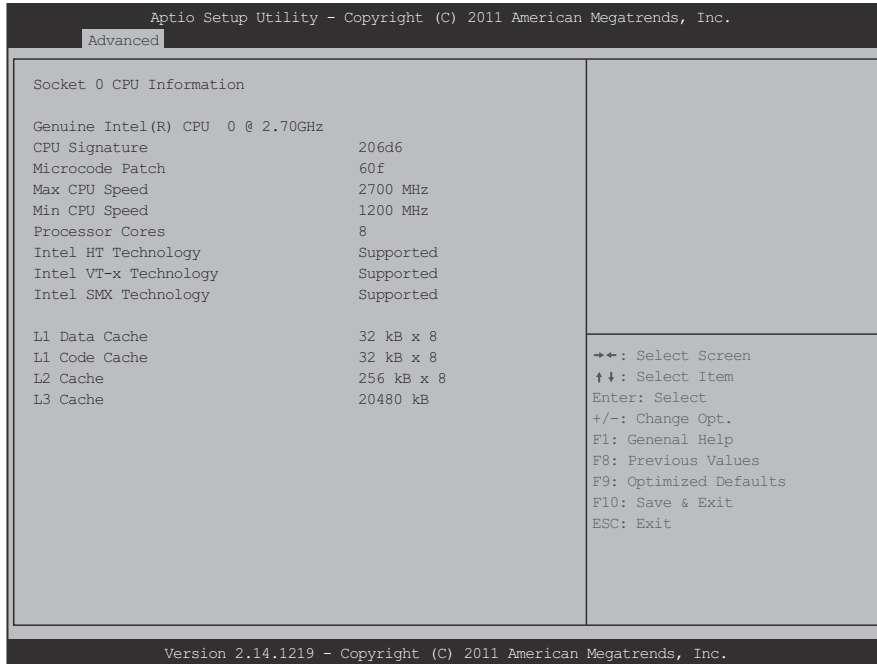 Aptio Setup Utility - Copyright (C) 2011 American Megatrends, Inc.
Advanced
Socket 0 CPU Information
Genuine Intel(R) CPU 0 @ 2.70GHz
CPU Signature 206d6
Microcode Patch 60f
Max CPU Speed 2700 MHz
Min CPU Speed 1200 MHz
Processor Cores 8
Intel HT Technology Supported
Intel VT-x Technology Supported
Intel SMX Technology Supported
L1 Data Cache 32 kB x 8
L1 Code Cache 32 kB x 8
L2 Cache 256 kB x 8
L3 Cache 20480 kB
→←: Select Screen
↑↓: Select Item
Enter: Select
+/-: Change Opt.
F1: Genenal Help
F8: Previous Values
F9: Optimized Defaults
F10: Save & Exit
ESC: Exit
Version 2.14.1219 - Copyright (C) 2011 American Megatrends, Inc.